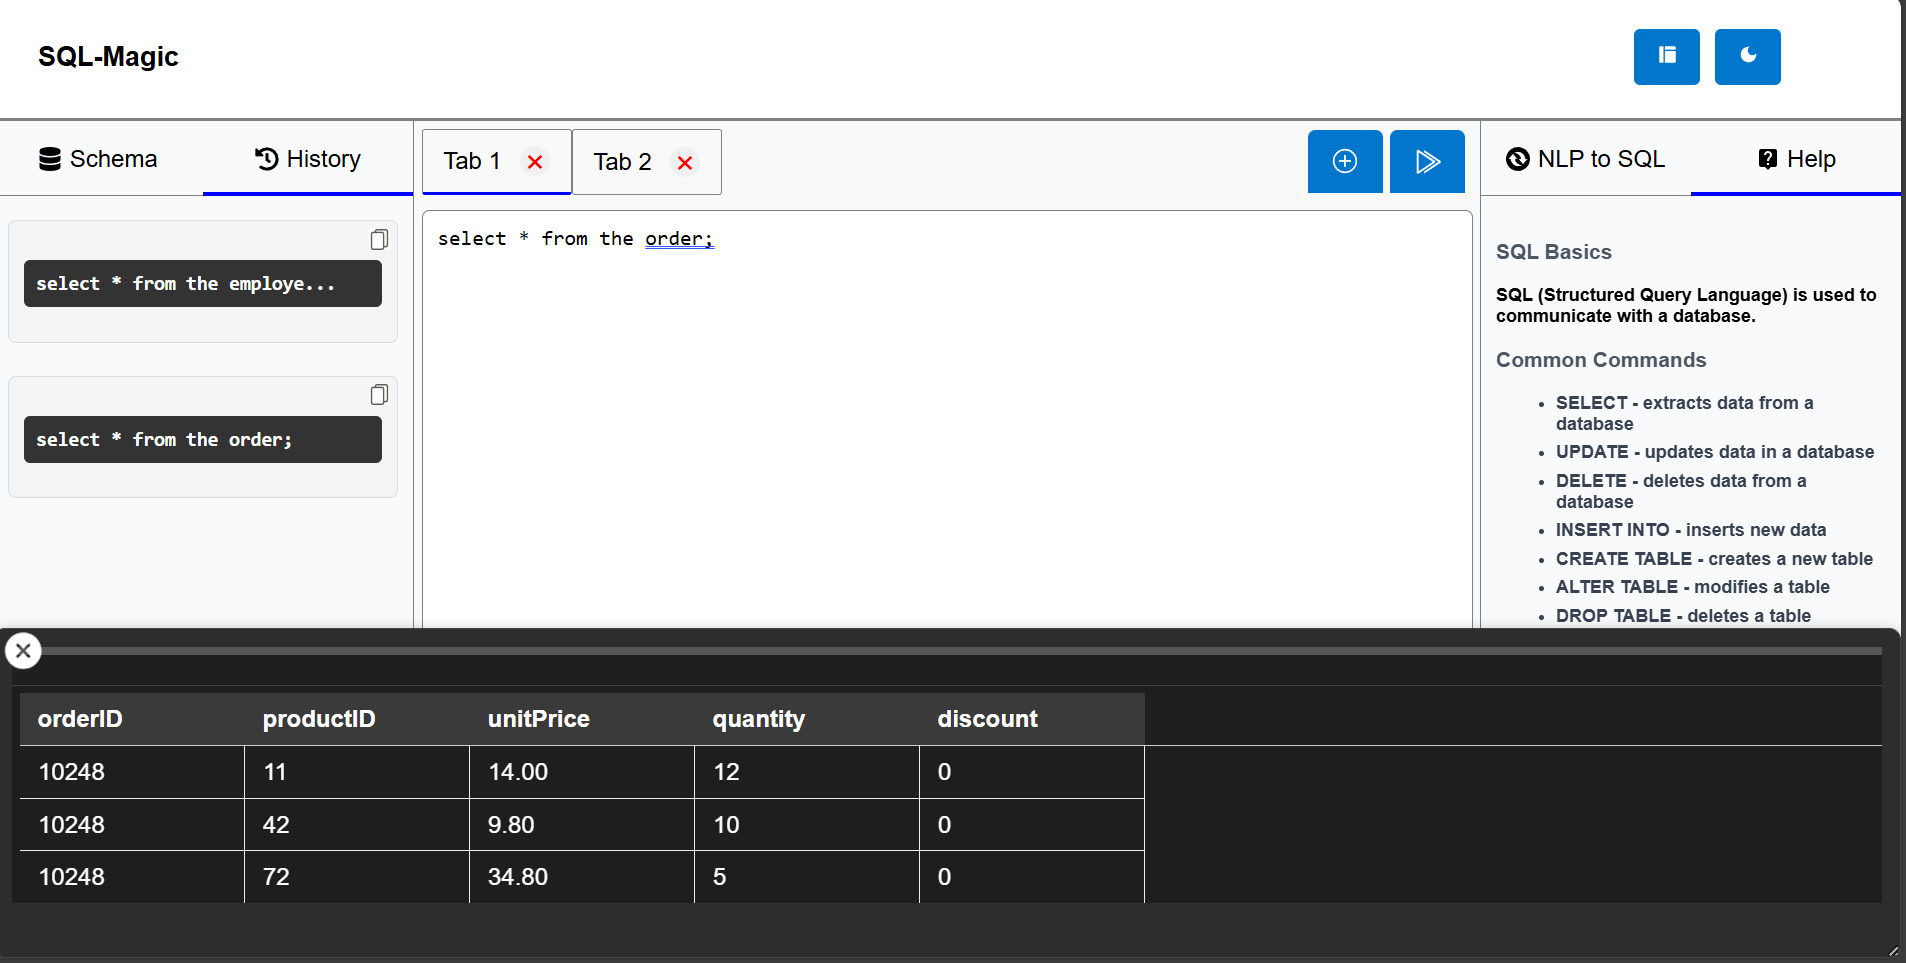 SQL-Magic
Schema
History
select * from the employe...
select * from the order;
Tab 1
Tab 2
select * from the order;
NLP to SQL
Help
SQL Basics
SQL (Structured Query Language) is used to
communicate with a database.
Common Commands
• SELECT - extracts data from a
database
• UPDATE - updates data in a database
• DELETE - deletes data from a
database
• INSERT INTO - inserts new data
• CREATE TABLE - creates a new table
• ALTER TABLE - modifies a table
• DROP TABLE - deletes a table
orderID productID unitPrice quantity discount
10248 11 14.00 12 0
10248 42 9.80 10 0
10248 72 34.80 5 0